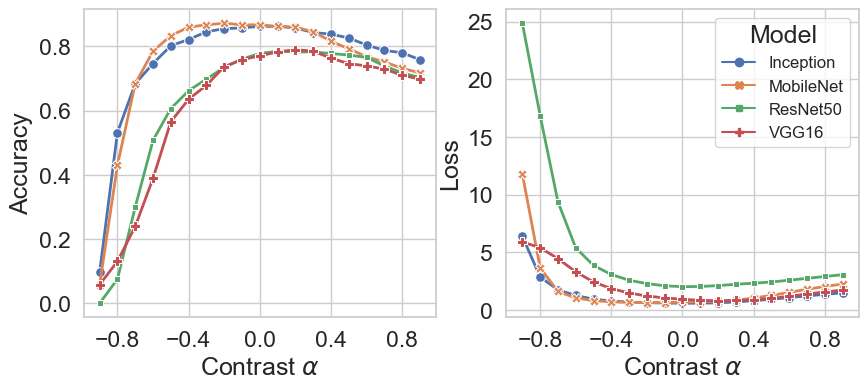 Accuracy
0.8
0.6
0.4
0.2
0.0
−0.8 −0.4 0.0 0.4 0.8
Contrast α
Loss
25
20
15
10
5
0
−0.8 −0.4 0.0 0.4 0.8
Contrast α
Model
Inception
MobileNet
ResNet50
VGG16